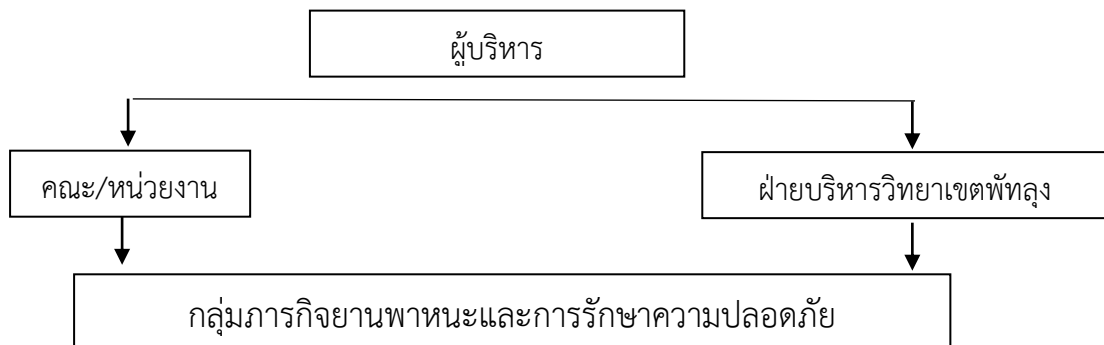 ผู้บริหาร
คณะ/หน่วยงาน
ฝ่ายบริหารวิทยาเขตพัทลุง
กลุ่มภารกิจยานพาหนะและการรักษาความปลอดภัย